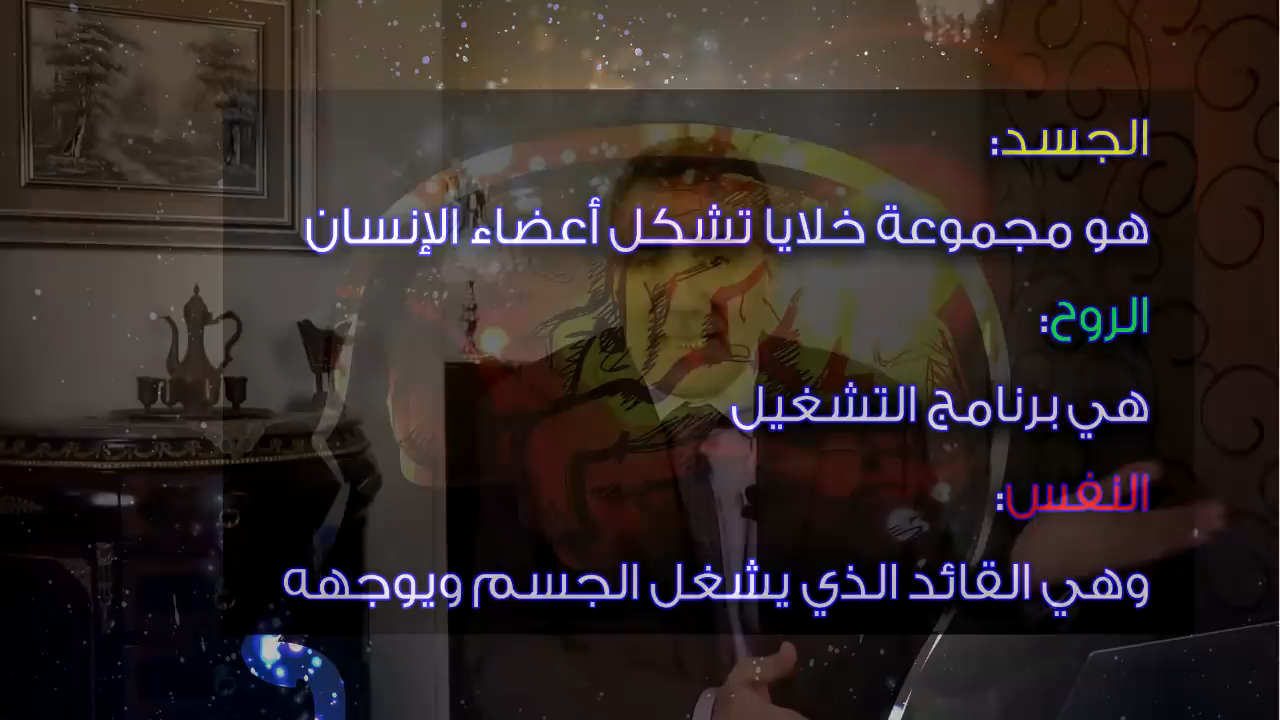 الجسد:
هو مجموعة خلايا تشكل أعضاء الإنسان
الروح:
هي برنامج التشغيل
النفس:
وهي القائد الذي يشغل الجسم ويوجهه